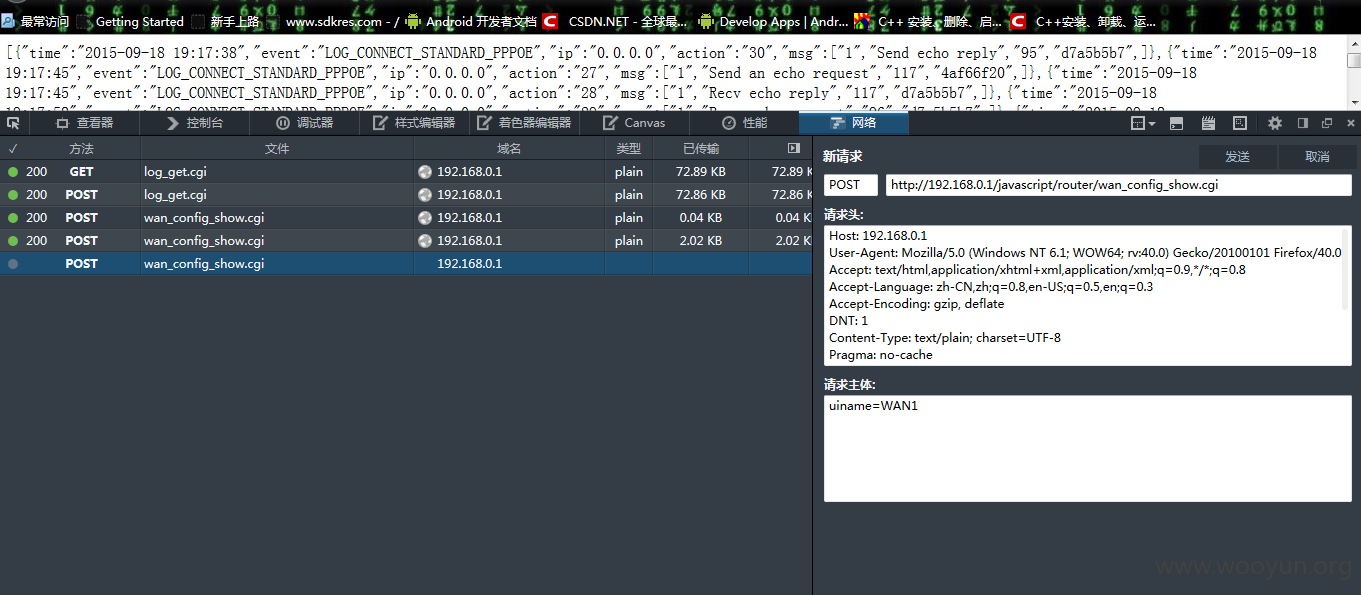 最常访问 Getting Started 新手上路 www.sdkres.com - / Android 开发者文档 CSDN.NET - 全球最... Develop Apps | Andr... C++ 安装、删除、启... C++安装、卸载、运...
[{"time":"2015-09-18 19:17:38","event":"LOG_CONNECT_STANDARD_PPPOE","ip":"0.0.0.0","action":"30","msg":["1","Send echo reply","95","d7a5b5b7",]},{"time":"2015-09-18
19:17:45","event":"LOG_CONNECT_STANDARD_PPPOE","ip":"0.0.0.0","action":"27","msg":["1","Send an echo request","117","4af66f20",]},{"time":"2015-09-18
19:17:45","event":"LOG_CONNECT_STANDARD_PPPOE","ip":"0.0.0.0","action":"28","msg":["1","Recv echo reply","117","d7a5b5b7",]},{"time":"2015-09-18
查看器 控制台 调试器 样式编辑器 着色器编辑器 Canvas 性能 网络
✓ 方法 文件 域名 类型 已传输
200 GET log_get.cgi 192.168.0.1 plain 72.89 KB 72.89 K
200 POST log_get.cgi 192.168.0.1 plain 72.86 KB 72.86 K
200 POST wan_config_show.cgi 192.168.0.1 plain 0.04 KB 0.04 K
200 POST wan_config_show.cgi 192.168.0.1 plain 2.02 KB 2.02 K
POST wan_config_show.cgi 192.168.0.1
新请求 发送 取消
POST http://192.168.0.1/javascript/router/wan_config_show.cgi
请求头:
Host: 192.168.0.1
User-Agent: Mozilla/5.0 (Windows NT 6.1; WOW64; rv:40.0) Gecko/20100101 Firefox/40.0
Accept: text/html,application/xhtml+xml,application/xml;q=0.9,*/*;q=0.8
Accept-Language: zh-CN,zh;q=0.8,en-US;q=0.5,en;q=0.3
Accept-Encoding: gzip, deflate
DNT: 1
Content-Type: text/plain; charset=UTF-8
Pragma: no-cache
请求主体:
uiname=WAN1
www.wooyun.org